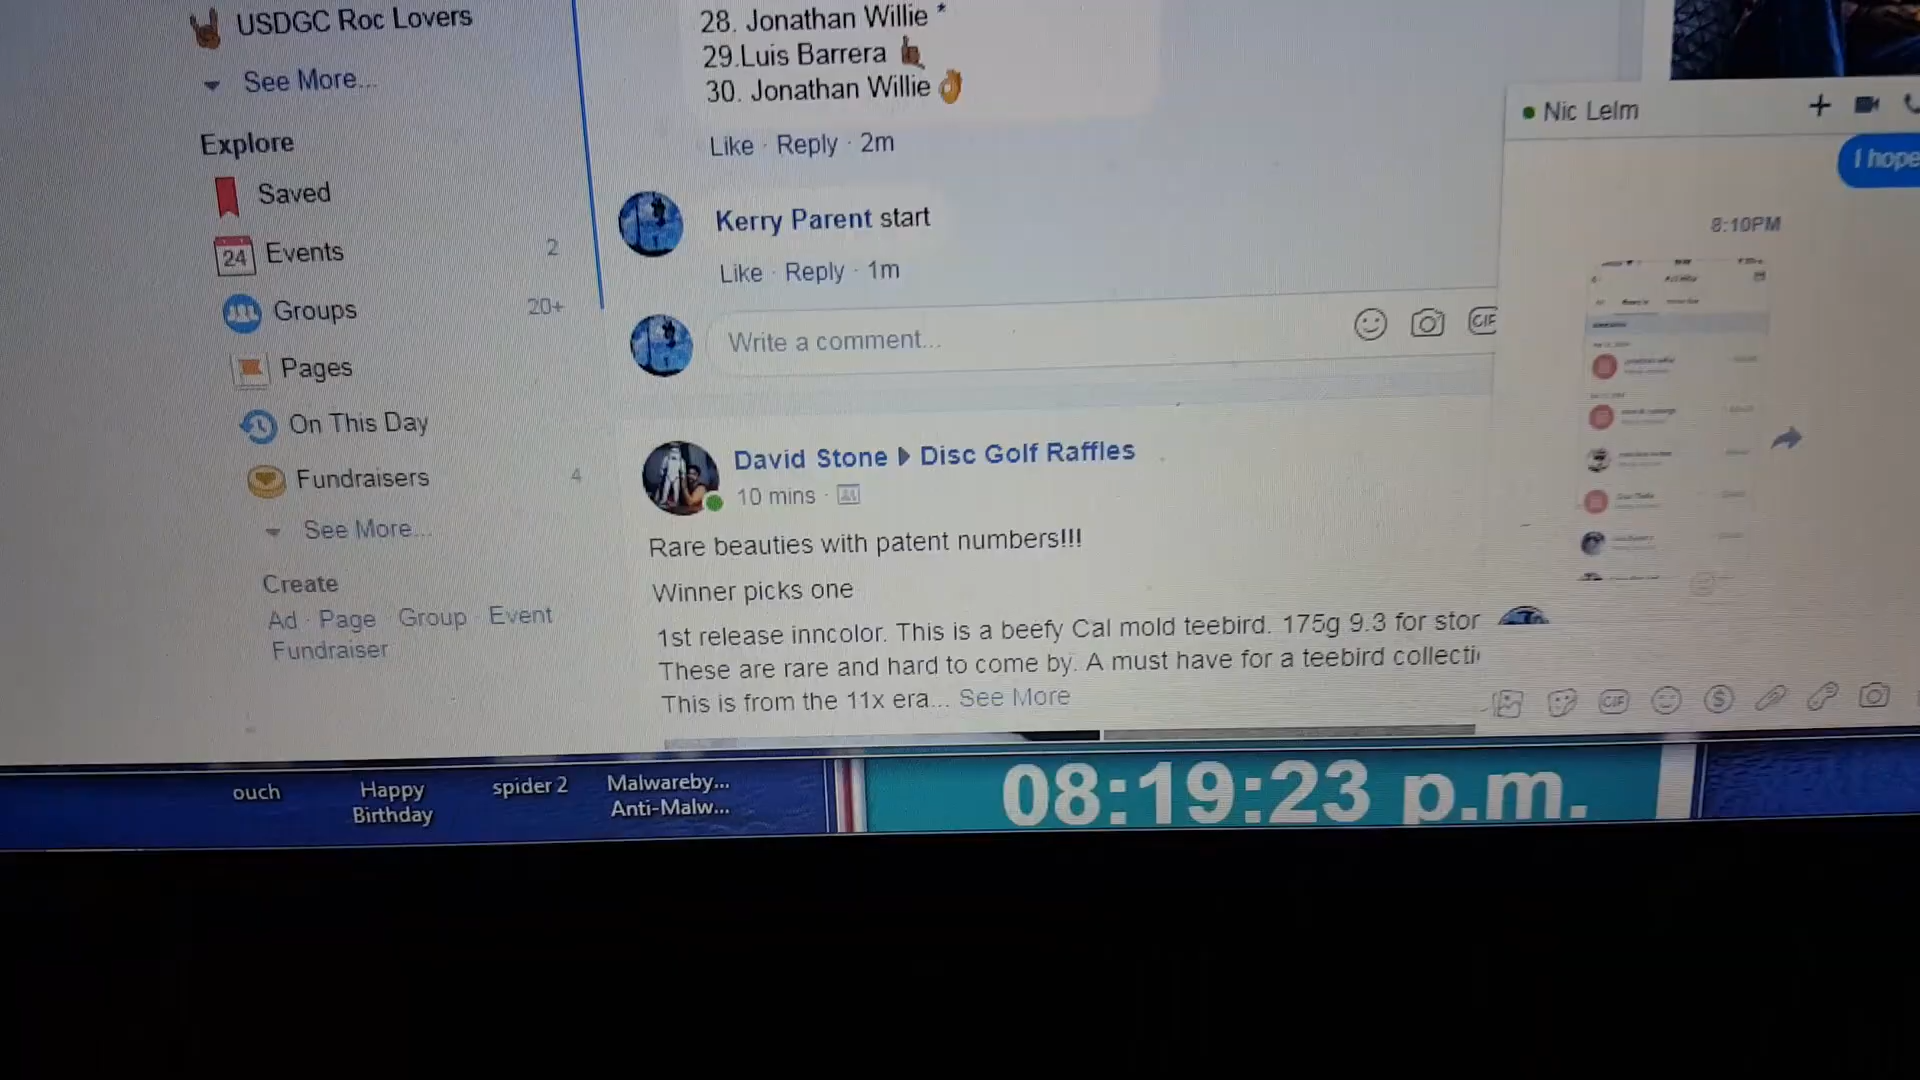 USDGC Roc Lovers
See More...
Explore
Saved
24
Events
2
Groups
20+
Pages
On This Day
Fundraisers
4
See More...
Create
Ad · Page · Group · Event
Fundraiser
28. Jonathan Willie *
29.Luis Barrera
30. Jonathan Willie
Like · Reply · 2m
Kerry Parent start
Like · Reply · 1m
Write a comment...
GIF
David Stone ▸ Disc Golf Raffles
10 mins ·
Rare beauties with patent numbers!!!
Winner picks one
1st release inncolor. This is a beefy Cal mold teebird. 175g 9.3 for stor
These are rare and hard to come by. A must have for a teebird collecti
This is from the 11x era... See More
Nic Lelm
I hope
8:10PM
GIF
ouch
Happy
Birthday
spider 2
Malwareby...
Anti-Malw...
08:19:23 p.m.